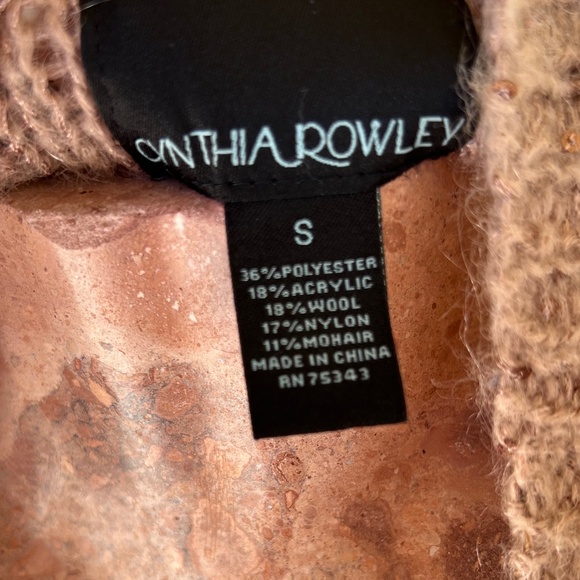 CYNTHIA ROWLEY
S
36%POLYESTER
18%ACRYLIC
18%WOOL
17%NYLON
11%MOHAIR
MADE IN CHINA
RN 75343